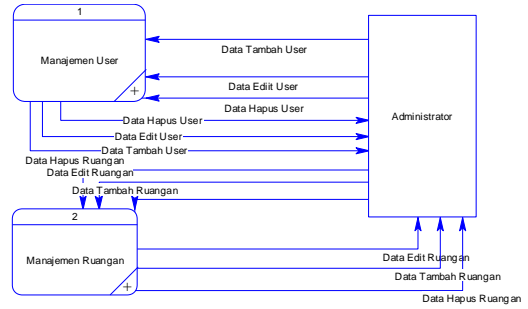 1
Manajemen User
+
Data Tambah User
Data Ediit User
Data Hapus User
Administrator
Data Hapus User
Data Edit User
Data Tambah User
Data Hapus Ruangan
Data Edit Ruangan
Data Tambah Ruangan
2
Manajemen Ruangan
+
Data Edit Ruangan
Data Tambah Ruangan
Data Hapus Ruangan